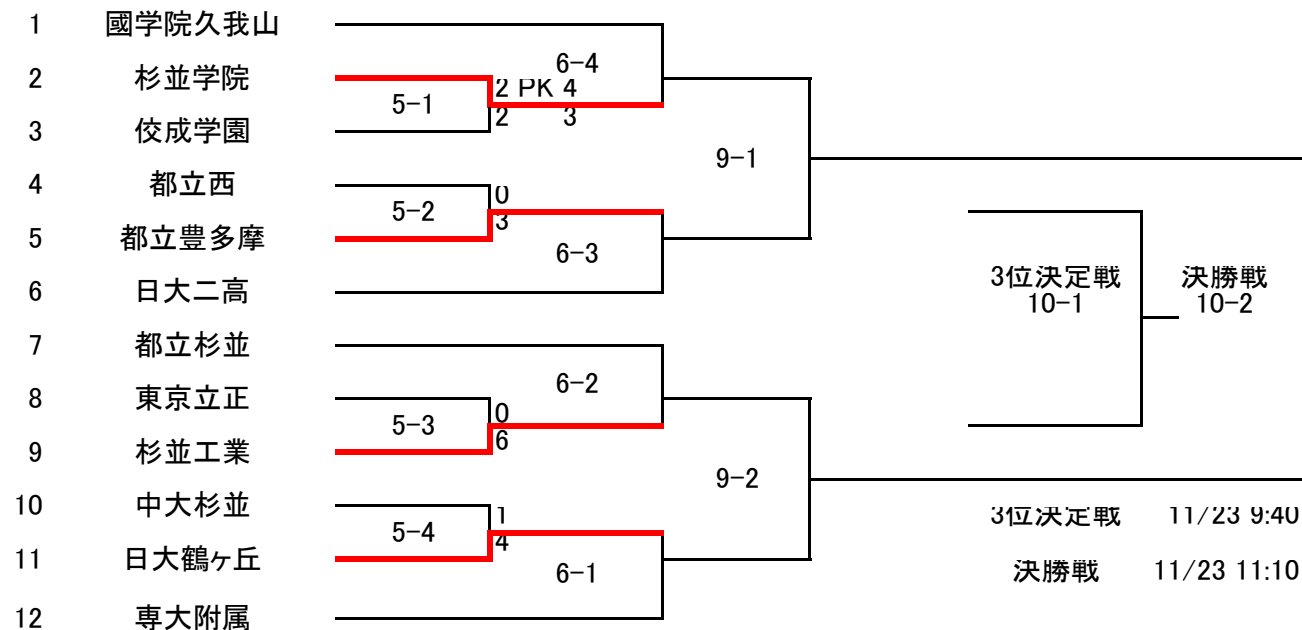 1 國学院久我山
6-4
2 杉並学院
2 PK 4
5-1
2 3
3 佼成学園
9-1
4 都立西
0
5-2
3
5 都立豊多摩
6-3
6 日大二高
3位決定戦 決勝戦
10-1 10-2
7 都立杉並
6-2
8 東京立正
0
5-3
6
9 杉並工業
9-2
10 中大杉並
1
3位決定戦 11/23 9:40
5-4
4
11 日大鶴ヶ丘
6-1
決勝戦 11/23 11:10
12 専大附属